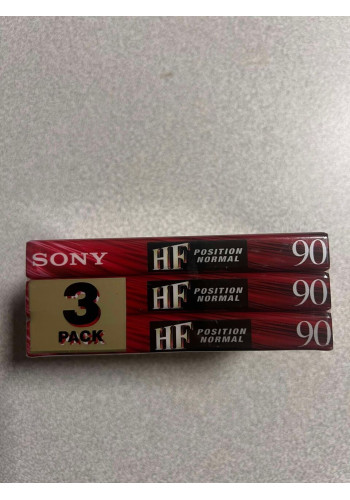 SONY HF POSITION NORMAL 90
3 PACK
HF POSITION NORMAL 90
HF POSITION NORMAL 90